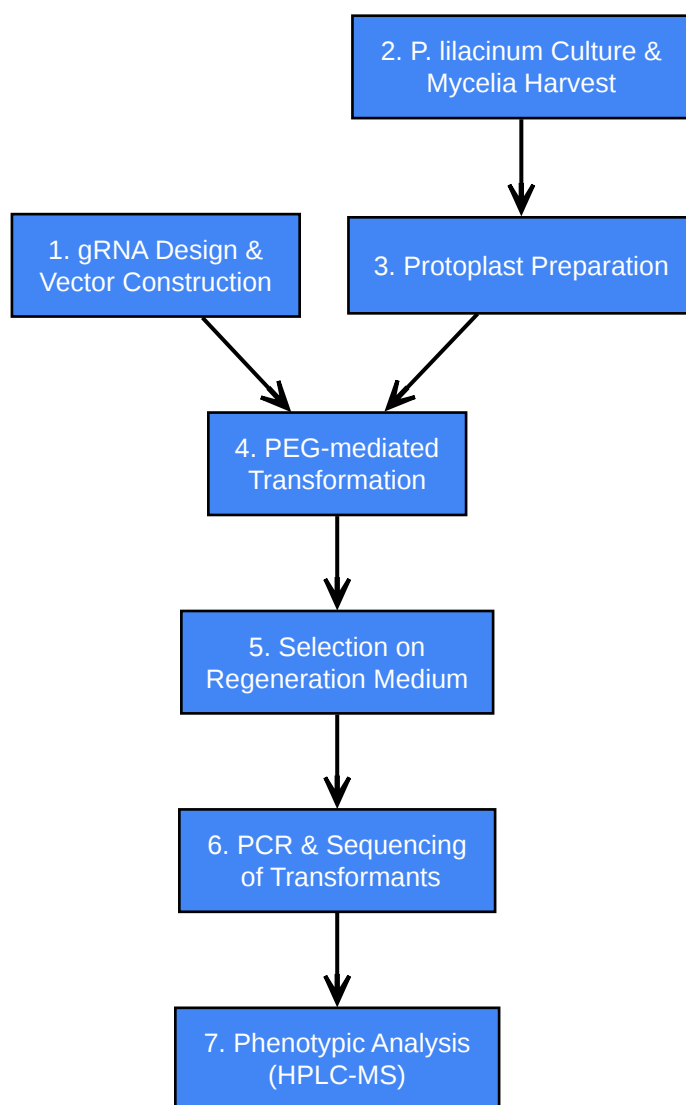 2. P. lilacinum Culture &
Mycelia Harvest
1. gRNA Design &
Vector Construction
3. Protoplast Preparation
4. PEG-mediated
Transformation
5. Selection on
Regeneration Medium
6. PCR & Sequencing
of Transformants
7. Phenotypic Analysis
(HPLC-MS)